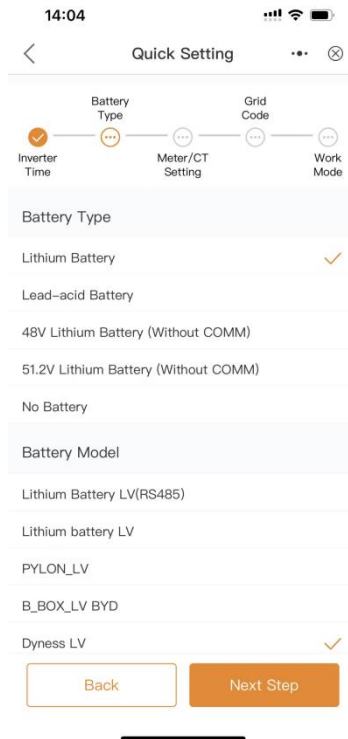 14:04
Quick Setting
Battery
Type
Grid
Code
Inverter
Time
Meter/CT
Setting
Work
Mode
Battery Type
Lithium Battery
Lead-acid Battery
48V Lithium Battery (Without COMM)
51.2V Lithium Battery (Without COMM)
No Battery
Battery Model
Lithium Battery LV(RS485)
Lithium battery LV
PYLON_LV
B_BOX_LV BYD
Dyness LV
Back
Next Step